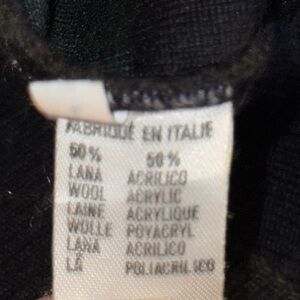 FABRIQUÉ EN ITALIE
50% 50%
LANA ACRILICO
WOOL ACRYLIC
LAINE ACRYLIQUE
WOLLE POYACRYL
LANA ACRILICO
LÃ POLIACRILICO